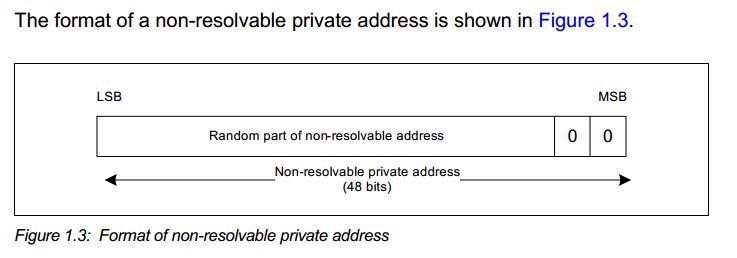 The format of a non-resolvable private address is shown in Figure 1.3.
LSB MSB
Random part of non-resolvable address 0 0
Non-resolvable private address
(48 bits)
Figure 1.3: Format of non-resolvable private address